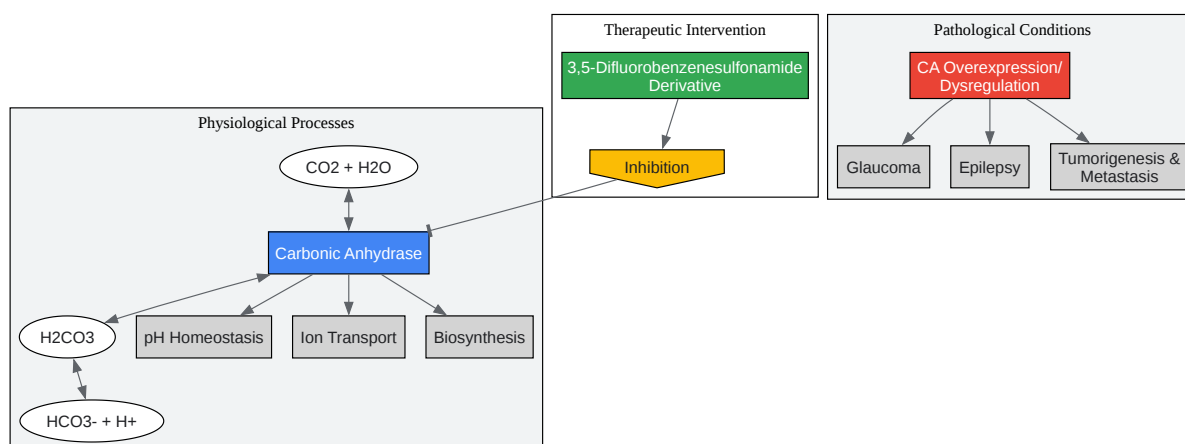 Physiological Processes
CO2 + H2O
Carbonic Anhydrase
H2CO3
pH Homeostasis
Ion Transport
Biosynthesis
HCO3- + H+
Therapeutic Intervention
3,5-Difluorobenzenesulfonamide
Derivative
Inhibition
Pathological Conditions
CA Overexpression/
Dysregulation
Glaucoma
Epilepsy
Tumorigenesis &
Metastasis